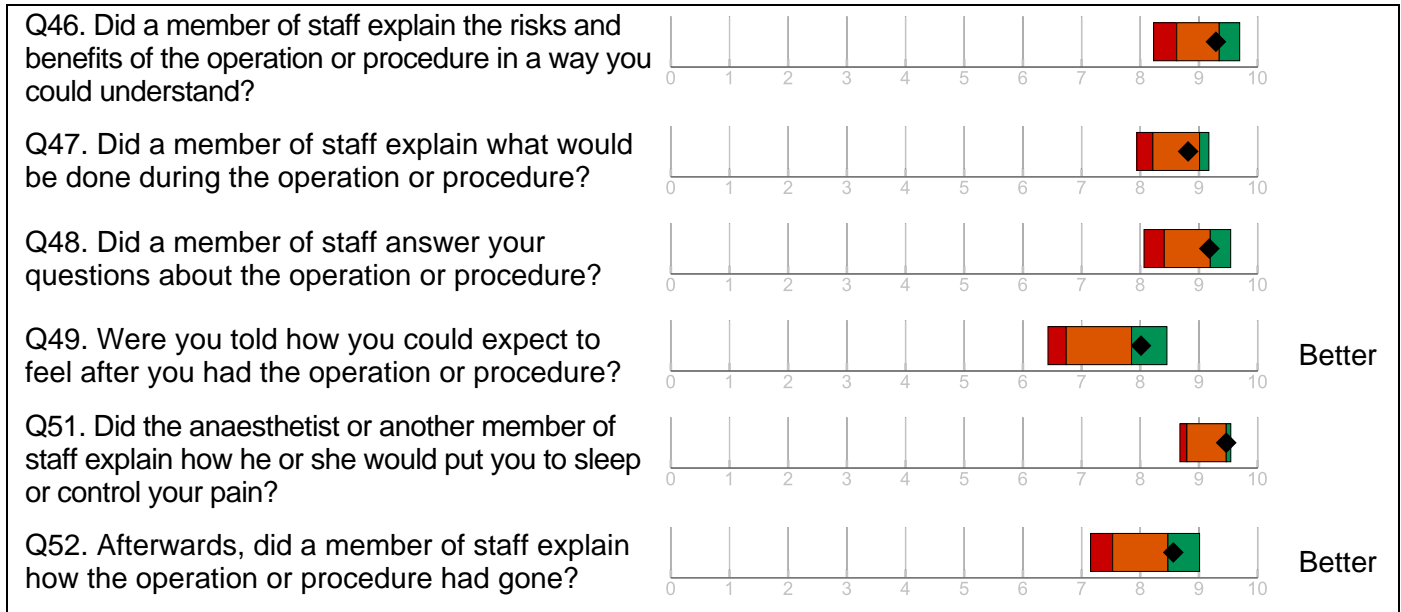 Q46. Did a member of staff explain the risks and
benefits of the operation or procedure in a way you
could understand?
0 1 2 3 4 5 6 7 8 9 10
Q47. Did a member of staff explain what would
be done during the operation or procedure?
0 1 2 3 4 5 6 7 8 9 10
Q48. Did a member of staff answer your
questions about the operation or procedure?
0 1 2 3 4 5 6 7 8 9 10
Q49. Were you told how you could expect to
feel after you had the operation or procedure?
0 1 2 3 4 5 6 7 8 9 10
Better
Q51. Did the anaesthetist or another member of
staff explain how he or she would put you to sleep
or control your pain?
0 1 2 3 4 5 6 7 8 9 10
Q52. Afterwards, did a member of staff explain
how the operation or procedure had gone?
0 1 2 3 4 5 6 7 8 9 10
Better